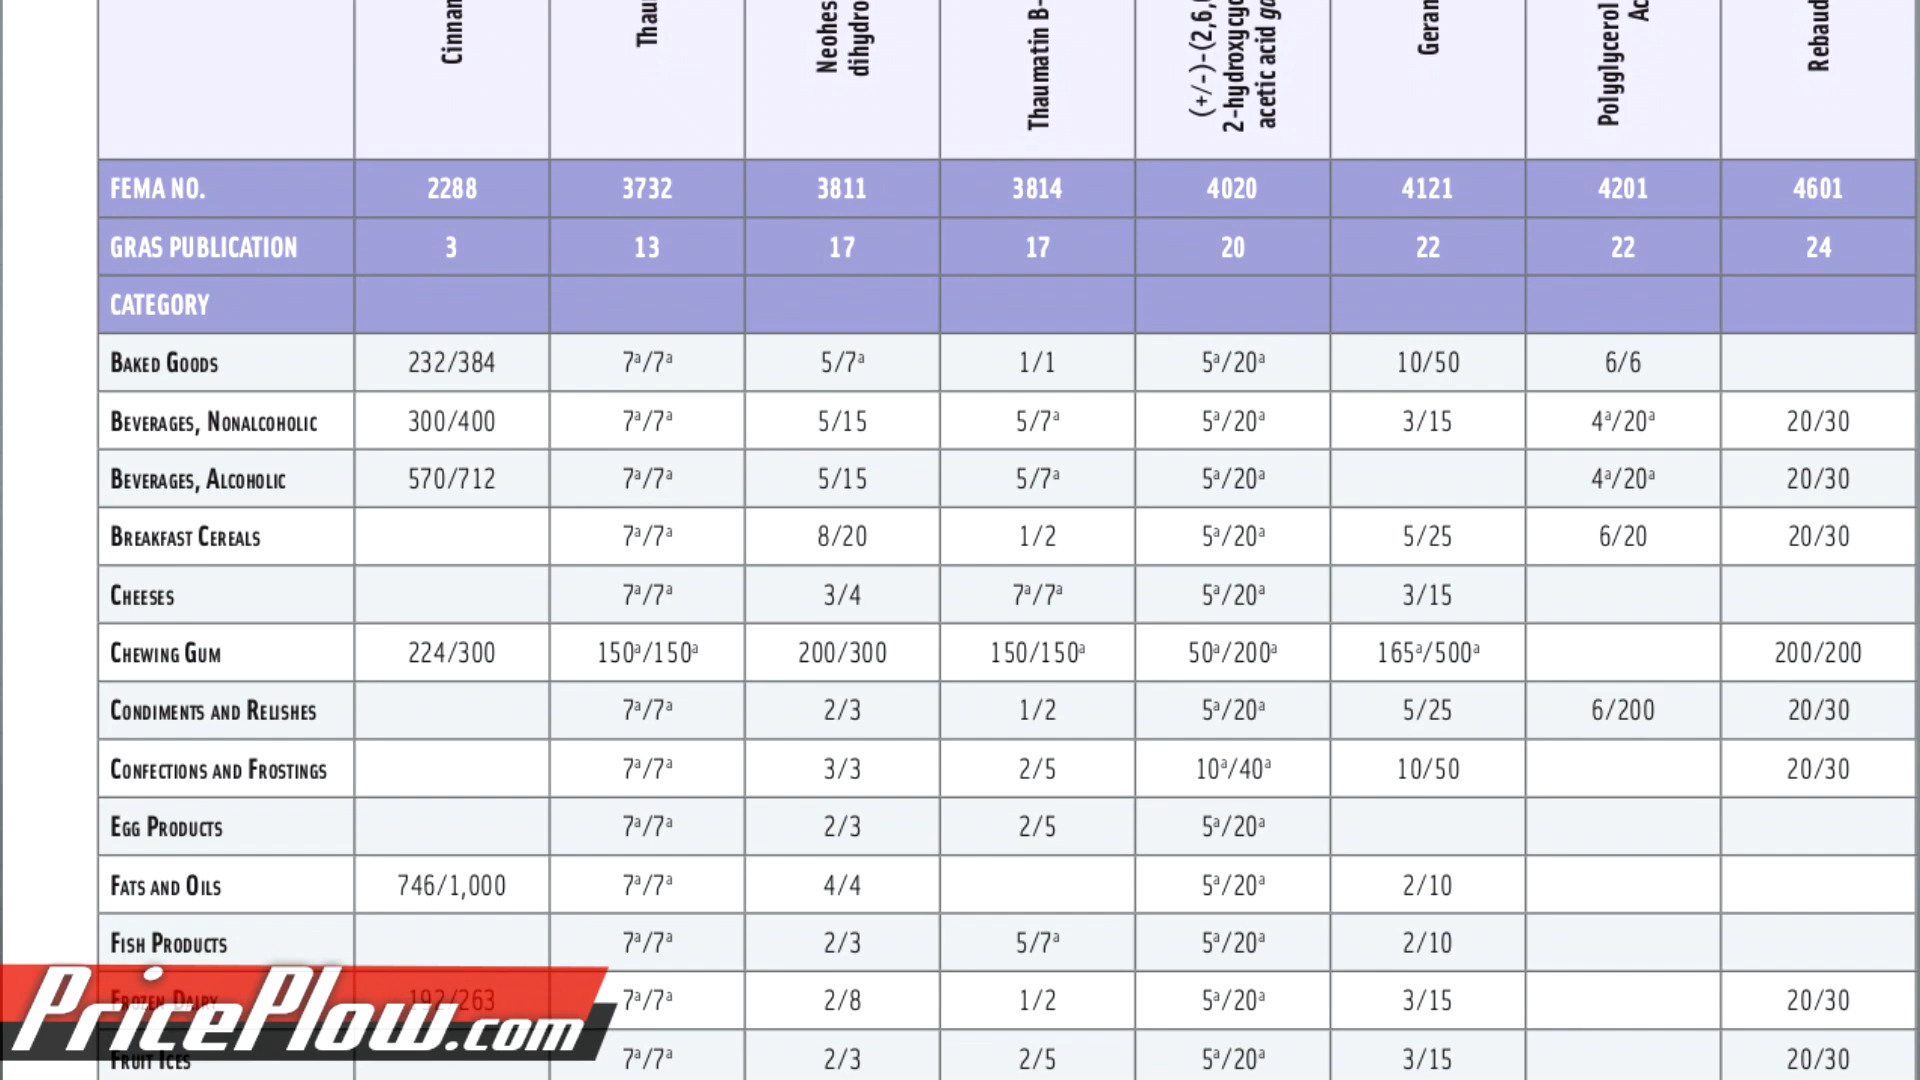 Cinnan
Thau
Neohes
dihydro
Thaumatin B-
(+/-)-(2,6,
2-hydroxycyc
acetic acid ga
Geran
Polyglycerol
Ac
Rebaud
FEMA NO. 2288 3732 3811 3814 4020 4121 4201 4601
GRAS PUBLICATION 3 13 17 17 20 22 22 24
CATEGORY
BAKED GOODS 232/384 7ᵃ/7ᵃ 5/7ᵃ 1/1 5ᵃ/20ᵃ 10/50 6/6
BEVERAGES, NONALCOHOLIC 300/400 7ᵃ/7ᵃ 5/15 5/7ᵃ 5ᵃ/20ᵃ 3/15 4ᵃ/20ᵃ 20/30
BEVERAGES, ALCOHOLIC 570/712 7ᵃ/7ᵃ 5/15 5/7ᵃ 5ᵃ/20ᵃ 4ᵃ/20ᵃ 20/30
BREAKFAST CEREALS 7ᵃ/7ᵃ 8/20 1/2 5ᵃ/20ᵃ 5/25 6/20 20/30
CHEESES 7ᵃ/7ᵃ 3/4 7ᵃ/7ᵃ 5ᵃ/20ᵃ 3/15
CHEWING GUM 224/300 150ᵃ/150ᵃ 200/300 150/150ᵃ 50ᵃ/200ᵃ 165ᵃ/500ᵃ 200/200
CONDIMENTS AND RELISHES 7ᵃ/7ᵃ 2/3 1/2 5ᵃ/20ᵃ 5/25 6/200 20/30
CONFECTIONS AND FROSTINGS 7ᵃ/7ᵃ 3/3 2/5 10ᵃ/40ᵃ 10/50 20/30
EGG PRODUCTS 7ᵃ/7ᵃ 2/3 2/5 5ᵃ/20ᵃ
FATS AND OILS 746/1,000 7ᵃ/7ᵃ 4/4 5ᵃ/20ᵃ 2/10
FISH PRODUCTS 7ᵃ/7ᵃ 2/3 5/7ᵃ 5ᵃ/20ᵃ 2/10
FROZEN DAIRY 192/263 7ᵃ/7ᵃ 2/8 1/2 5ᵃ/20ᵃ 3/15 20/30
FRUIT ICES 7ᵃ/7ᵃ 2/3 2/5 5ᵃ/20ᵃ 3/15 20/30
PricePlow.com